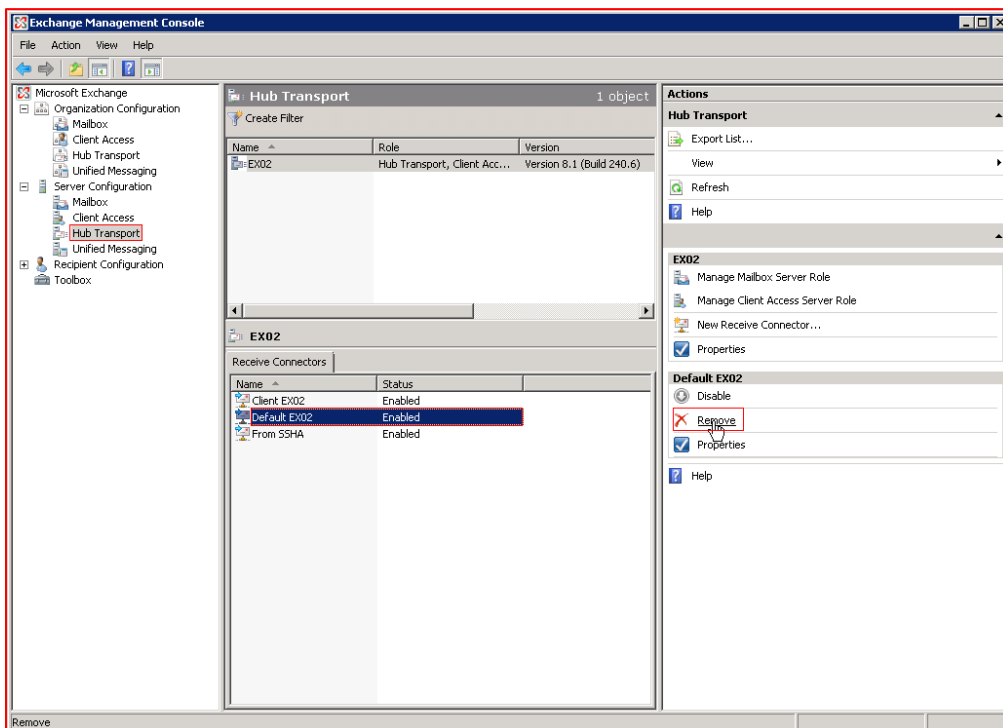 Exchange Management Console
File Action View Help
Microsoft Exchange
Organization Configuration
Mailbox
Client Access
Hub Transport
Unified Messaging
Server Configuration
Mailbox
Client Access
Hub Transport
Unified Messaging
Recipient Configuration
Toolbox
Hub Transport 1 object
Create Filter
Name Role Version
EX02 Hub Transport, Client Acc... Version 8.1 (Build 240.6)
EX02
Receive Connectors
Name Status
Client EX02 Enabled
Default EX02 Enabled
From SSHA Enabled
Actions
Hub Transport
Export List...
View
Refresh
Help
EX02
Manage Mailbox Server Role
Manage Client Access Server Role
New Receive Connector...
Properties
Default EX02
Disable
Remove
Properties
Help
Remove